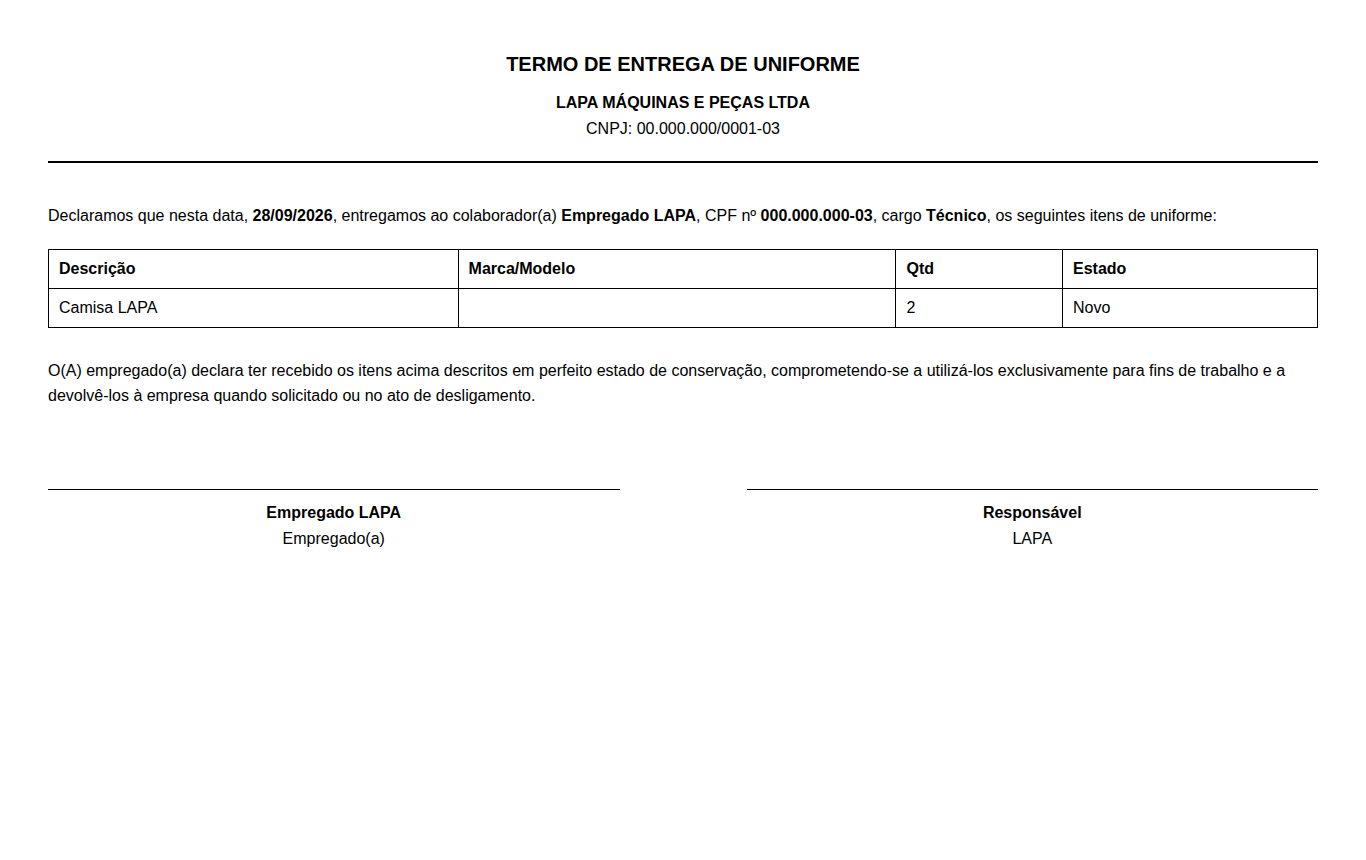 TERMO DE ENTREGA DE UNIFORME
LAPA MÁQUINAS E PEÇAS LTDA
CNPJ: 00.000.000/0001-03
Declaramos que nesta data, 28/09/2026, entregamos ao colaborador(a) Empregado LAPA, CPF nº 000.000.000-03, cargo Técnico, os seguintes itens de uniforme:
Descrição Marca/Modelo Qtd Estado
Camisa LAPA 2 Novo
O(A) empregado(a) declara ter recebido os itens acima descritos em perfeito estado de conservação, comprometendo-se a utilizá-los exclusivamente para fins de trabalho e a
devolvê-los à empresa quando solicitado ou no ato de desligamento.
Empregado LAPA Responsável
Empregado(a) LAPA